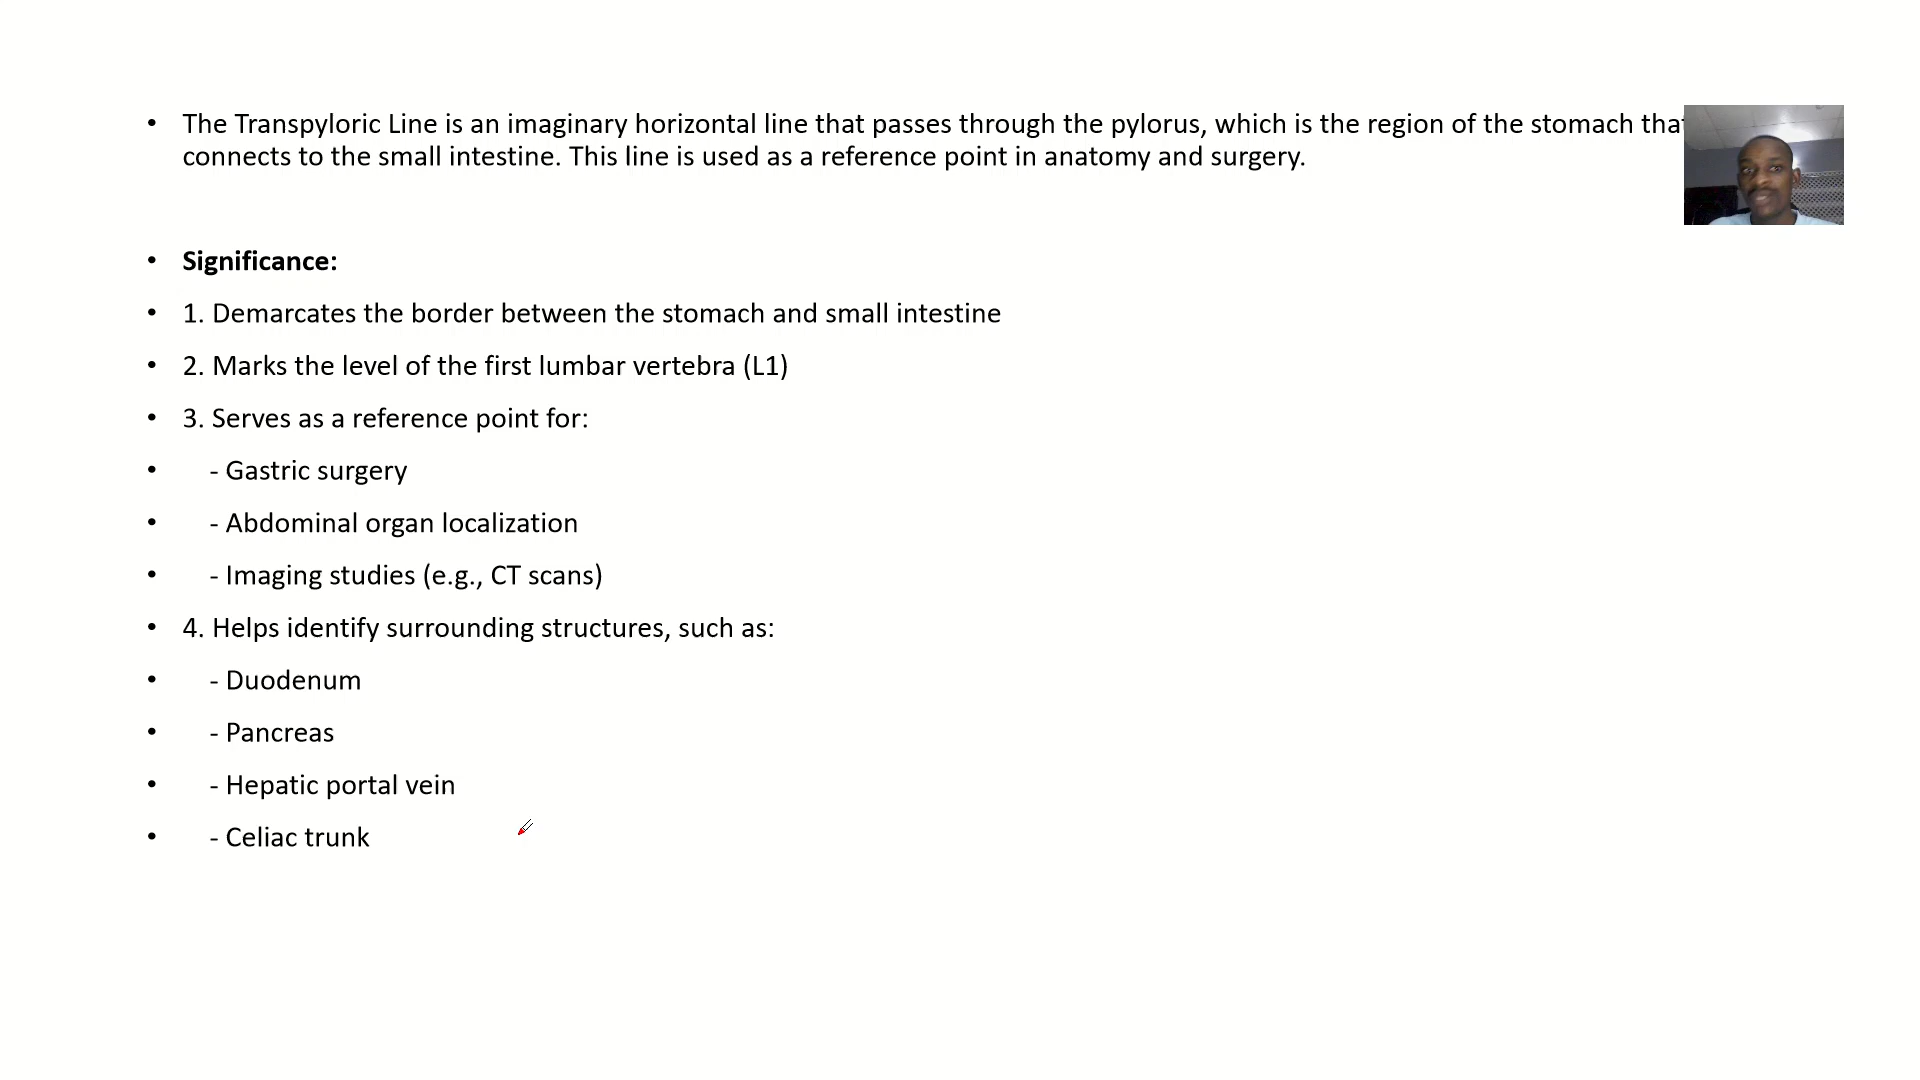 • The Transpyloric Line is an imaginary horizontal line that passes through the pylorus, which is the region of the stomach that
connects to the small intestine. This line is used as a reference point in anatomy and surgery.
• Significance:
• 1. Demarcates the border between the stomach and small intestine
• 2. Marks the level of the first lumbar vertebra (L1)
• 3. Serves as a reference point for:
• - Gastric surgery
• - Abdominal organ localization
• - Imaging studies (e.g., CT scans)
• 4. Helps identify surrounding structures, such as:
• - Duodenum
• - Pancreas
• - Hepatic portal vein
• - Celiac trunk